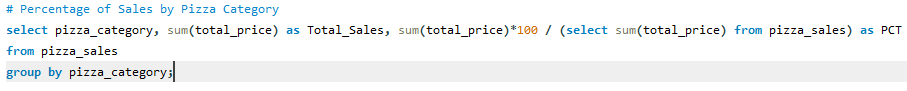 # Percentage of Sales by Pizza Category
select pizza_category, sum(total_price) as Total_Sales, sum(total_price)*100 / (select sum(total_price) from pizza_sales) as PCT
from pizza_sales
group by pizza_category;